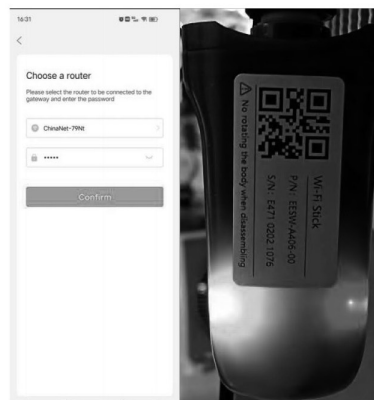 16:31
Choose a router
Please select the router to be connected to the
gateway and enter the password
ChinaNet-79Nt
•••••
Confirm
Wi-Fi Stick
P/N: EESW-A406-00
S/N: E471 0202 1076
No rotating the body when disassembling